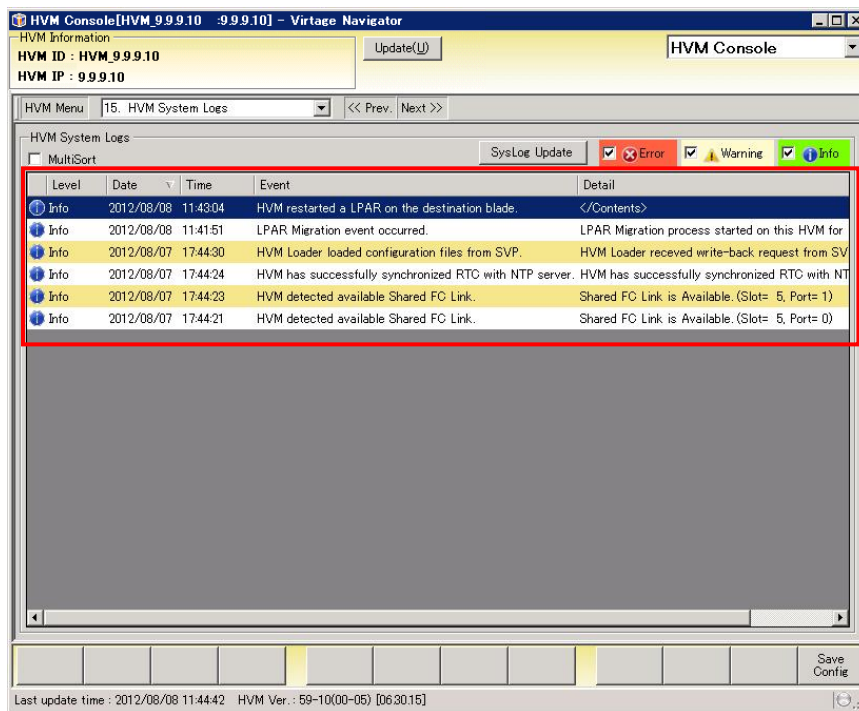 HVM Console[HVM_9.9.9.10 :9.9.9.10] - Virtage Navigator
HVM Information
HVM ID : HVM_9.9.9.10
HVM IP : 9.9.9.10
Update(U)
HVM Console
HVM Menu 15. HVM System Logs << Prev. Next >>
HVM System Logs
MultiSort SysLog Update Error Warning Info
Level Date Time Event Detail
Info 2012/08/08 11:43:04 HVM restarted a LPAR on the destination blade. </Contents>
Info 2012/08/08 11:41:51 LPAR Migration event occurred. LPAR Migration process started on this HVM for
Info 2012/08/07 17:44:30 HVM Loader loaded configuration files from SVP. HVM Loader receved write-back request from SV
Info 2012/08/07 17:44:24 HVM has successfully synchronized RTC with NTP server. HVM has successfully synchronized RTC with NT
Info 2012/08/07 17:44:23 HVM detected available Shared FC Link. Shared FC Link is Available. (Slot= 5, Port= 1)
Info 2012/08/07 17:44:21 HVM detected available Shared FC Link. Shared FC Link is Available. (Slot= 5, Port= 0)
Save
Config
Last update time : 2012/08/08 11:44:42 HVM Ver. : 59-10(00-05) [06.30.15]